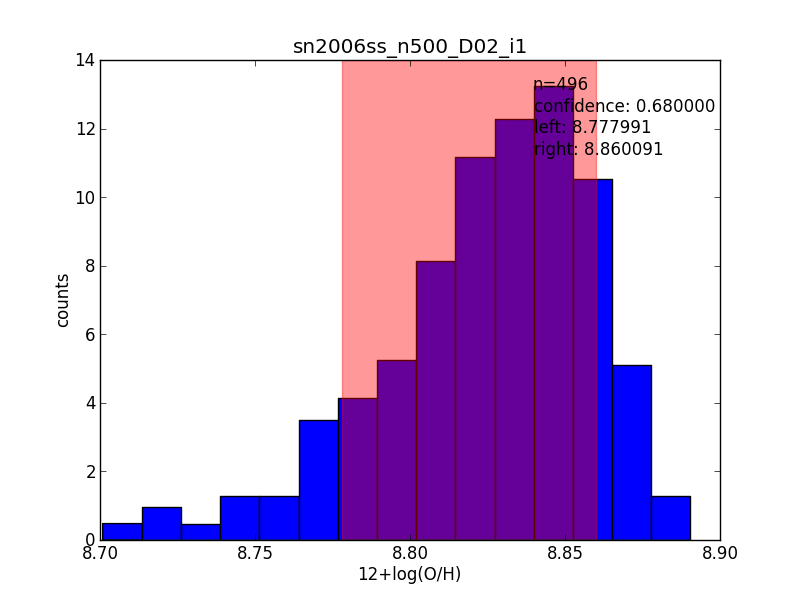 sn2006ss_n500_D02_i1
n=496
confidence: 0.680000
left: 8.777991
right: 8.860091
counts
14
12
10
8
6
4
2
0
8.70 8.75 8.80 8.85 8.90
12+log(O/H)